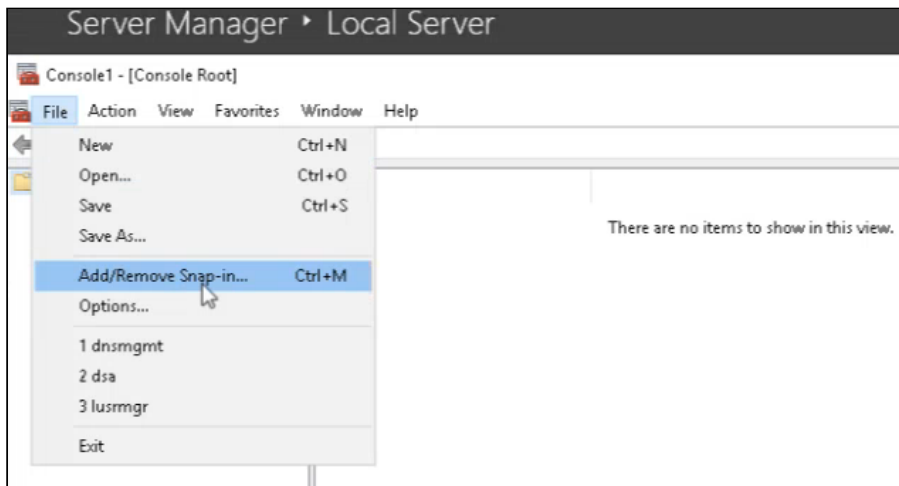 Server Manager ‣ Local Server
Console1 - [Console Root]
File Action View Favorites Window Help
New Ctrl+N
Open... Ctrl+O
Save Ctrl+S
Save As...
There are no items to show in this view.
Add/Remove Snap-in... Ctrl+M
Options...
1 dnsmgmt
2 dsa
3 lusrmgr
Exit